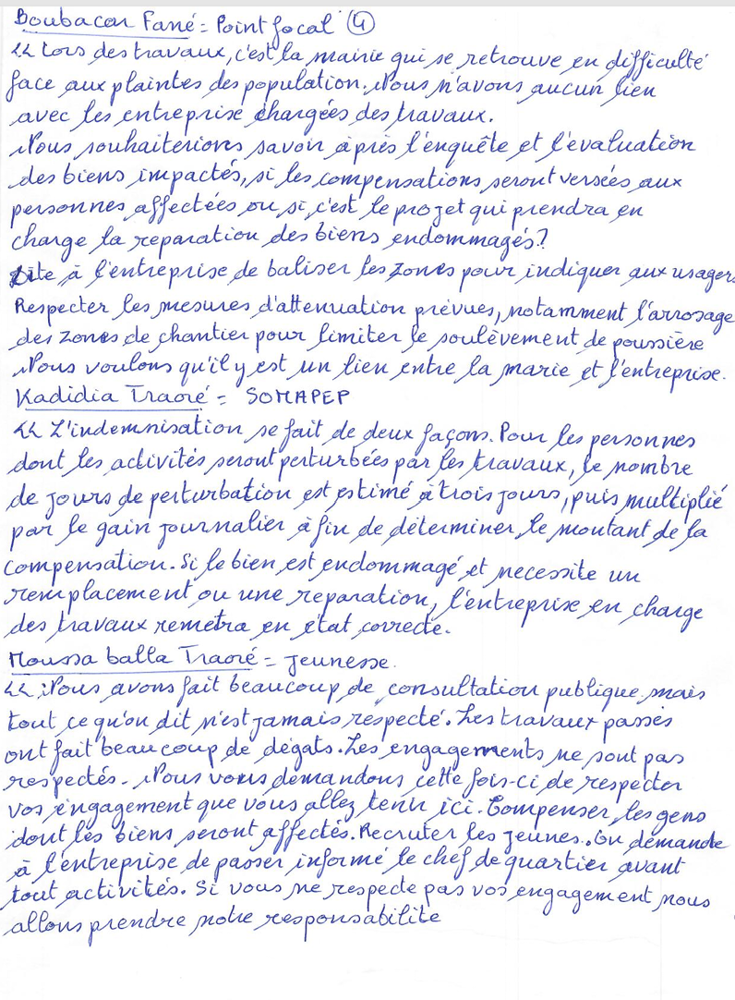 Boubacar Fané = Point focal (4)
<< Lors des travaux, c'est la mairie qui se retrouve en difficulté
face aux plaintes des population. Nous n'avons aucun lien
avec les entreprise chargées des travaux.
Nous souhaiterions savoir après l'enquête et l'évaluation
des biens impactés, si les compensations seront versées aux
personnes affectées ou si c'est le projet qui prendra en
charge la reparation des biens endommagés?
Dite à l'entreprise de baliser les zones pour indiquer aux usagers
Respecter les mesures d'attenuation prévues, notamment l'arrosage
des zones de chantier pour limiter le soulèvement de poussière
Nous voulons qu'il y est un lien entre la marie et l'entreprise.
Kadidia Traoré = SOMAPEP
<< L'indemnisation se fait de deux façons. Pour les personnes
dont les activités seront perturbées par les travaux, le nombre
de jours de perturbation est estimé à trois jours, puis multiplié
par le gain journalier à fin de déterminer le montant de la
compensation. Si le bien est endommagé et necessite un
remplacement ou une reparation, l'entreprise en charge
des travaux remetra en état correcte.
Moussa balla Traoré = jeunesse.
<< Nous avons fait beaucoup de consultation publique mais
tout ce qu'on dit n'est jamais respecté. Les travaux passés
ont fait beaucoup de dégats. Les engagements ne sont pas
respectés. Nous vous demandons cette fois-ci de respecter
vos engagement que vous allez tenir ici. Compenser les gens
dont les biens seront affectés. Recruter les jeunes. On demande
à l'entreprise de passer informé le chef de quartier avant
tout activités. Si vous ne respecte pas vos engagement nous
allons prendre notre responsabilite